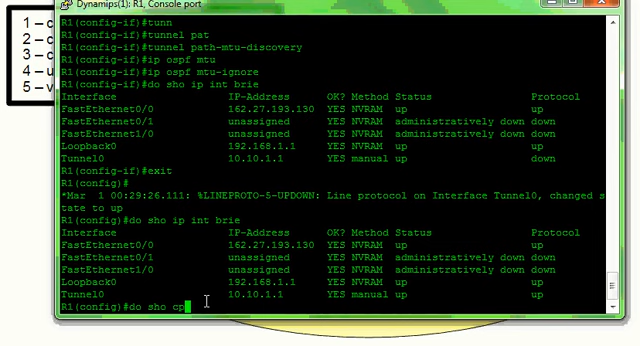 Dynamips(1): R1, Console port
1 – c
2 – c
3 – c
4 – u
5 – v
R1(config-if)#tunn
R1(config-if)#tunnel pat
R1(config-if)#tunnel path-mtu-discovery
R1(config-if)#ip ospf mtu
R1(config-if)#ip ospf mtu-ignore
R1(config-if)#do sho ip int brie
Interface IP-Address OK? Method Status Protocol
FastEthernet0/0 162.27.193.130 YES NVRAM up up
FastEthernet0/1 unassigned YES NVRAM administratively down down
FastEthernet1/0 unassigned YES NVRAM administratively down down
Loopback0 192.168.1.1 YES NVRAM up up
Tunnel0 10.10.1.1 YES manual up down
R1(config-if)#exit
R1(config)#
*Mar 1 00:29:26.111: %LINEPROTO-5-UPDOWN: Line protocol on Interface Tunnel0, changed s
tate to up
R1(config)#do sho ip int brie
Interface IP-Address OK? Method Status Protocol
FastEthernet0/0 162.27.193.130 YES NVRAM up up
FastEthernet0/1 unassigned YES NVRAM administratively down down
FastEthernet1/0 unassigned YES NVRAM administratively down down
Loopback0 192.168.1.1 YES NVRAM up up
Tunnel0 10.10.1.1 YES manual up up
R1(config)#do sho cp